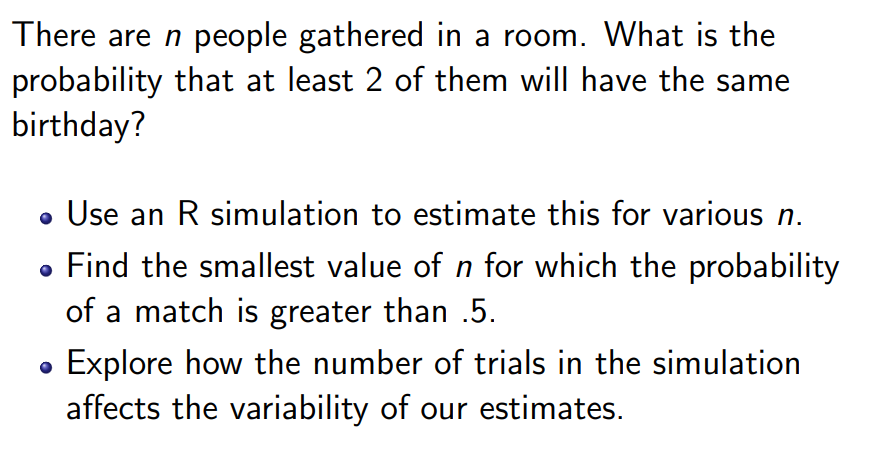 There are n people gathered in a room. What is the
probability that at least 2 of them will have the same
birthday?
Use an R simulation to estimate this for various n.
Find the smallest value of n for which the probability
of a match is greater than .5.
Explore how the number of trials in the simulation
affects the variability of our estimates.